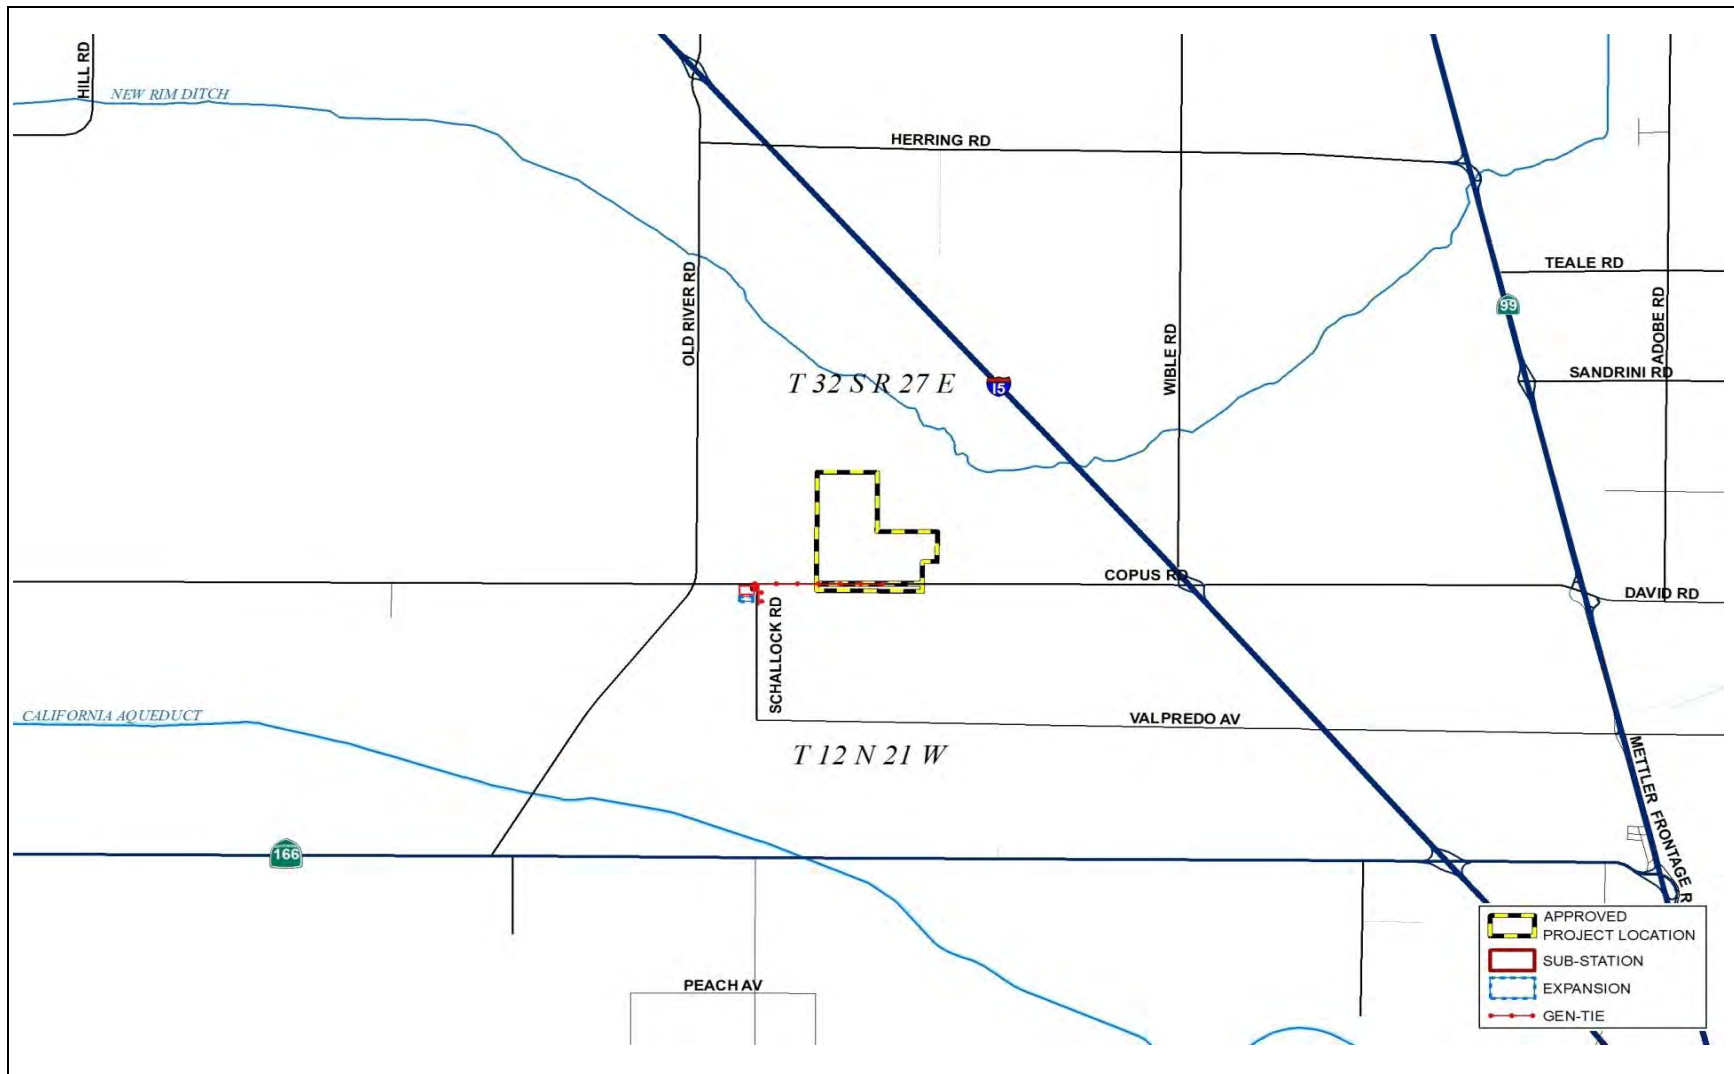 HILL RD
NEW RIM DITCH
HERRING RD
TEALE RD
OLD RIVER RD
99
ADOBE RD
WIBLE RD
T 32 S R 27 E
I5
SANDRINI RD
COPUS RD
DAVID RD
SCHALLOCK RD
CALIFORNIA AQUEDUCT
VALPREDO AV
T 12 N 21 W
METTLER FRONTAGE R
166
PEACH AV
APPROVED
PROJECT LOCATION
SUB-STATION
EXPANSION
GEN-TIE